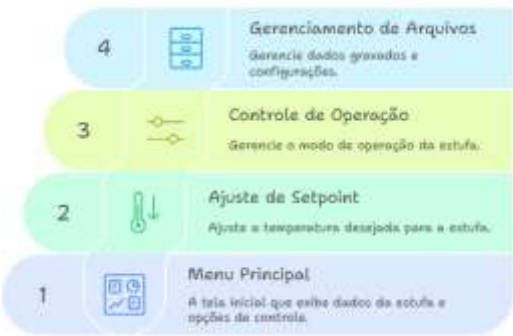 4
Gerenciamento de Arquivos
Gerencie dados gravados e
configurações.
3
Controle de Operação
Gerencie o modo de operação da estufa.
2
Ajuste de Setpoint
Ajuste a temperatura desejada para a estufa.
1
Menu Principal
A tela inicial que exibe dados da estufa e
opções de controle.